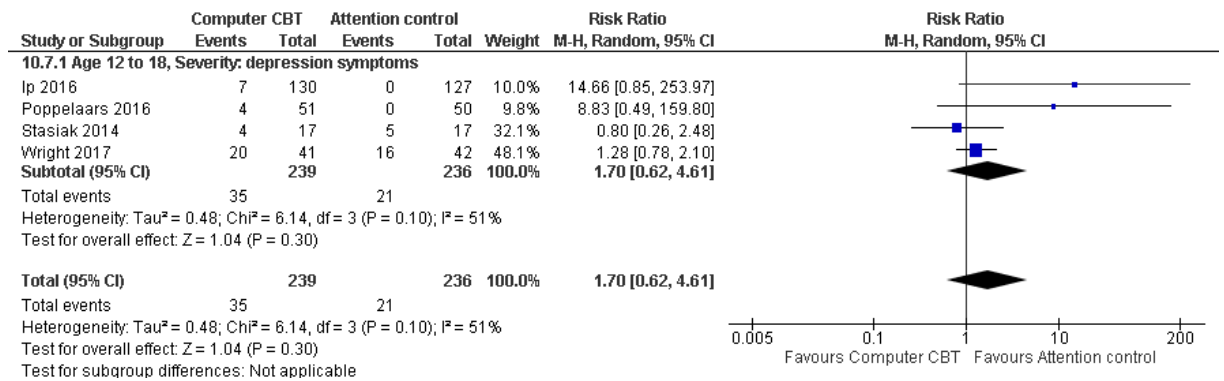 Computer CBT Attention control Risk Ratio Risk Ratio
Study or Subgroup Events Total Events Total Weight M-H, Random, 95% CI M-H, Random, 95% CI
10.7.1 Age 12 to 18, Severity: depression symptoms
Ip 2016 7 130 0 127 10.0% 14.66 [0.85, 253.97]
Poppelaars 2016 4 51 0 50 9.8% 8.83 [0.49, 159.80]
Stasiak 2014 4 17 5 17 32.1% 0.80 [0.26, 2.48]
Wright 2017 20 41 16 42 48.1% 1.28 [0.78, 2.10]
Subtotal (95% CI) 239 236 100.0% 1.70 [0.62, 4.61]
Total events 35 21
Heterogeneity: Tau² = 0.48; Chi² = 6.14, df = 3 (P = 0.10); I² = 51%
Test for overall effect: Z = 1.04 (P = 0.30)
Total (95% CI) 239 236 100.0% 1.70 [0.62, 4.61]
Total events 35 21
Heterogeneity: Tau² = 0.48; Chi² = 6.14, df = 3 (P = 0.10); I² = 51%
Test for overall effect: Z = 1.04 (P = 0.30)
Test for subgroup differences: Not applicable
0.005 0.1 1 10 200
Favours Computer CBT Favours Attention control